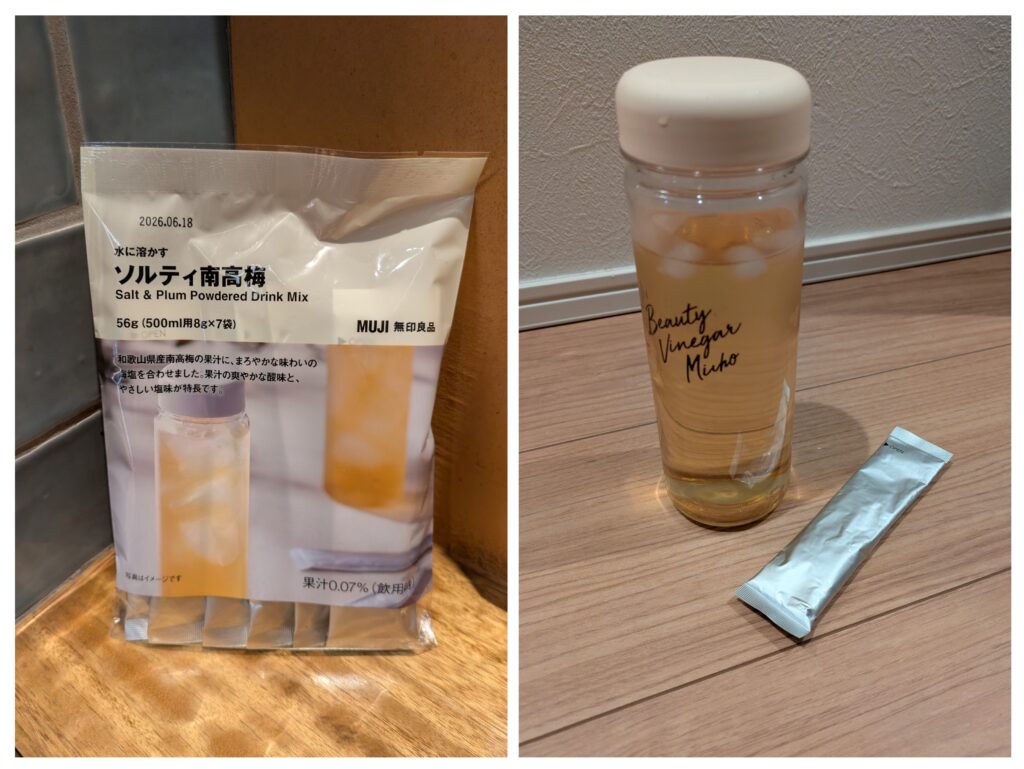 2026.06.18
水に溶かす
ソルティ南高梅
Salt & Plum Powdered Drink Mix
56g（500ml用8g×7袋）
MUJI 無印良品
和歌山県産南高梅の果汁に、まろやかな味わいの
海塩を合わせました。果汁の爽やかな酸味と、
やさしい塩味が特長です。
写真はイメージです
果汁0.07%（飲用時
Beauty
Vinegar
Micho
▶OPEN